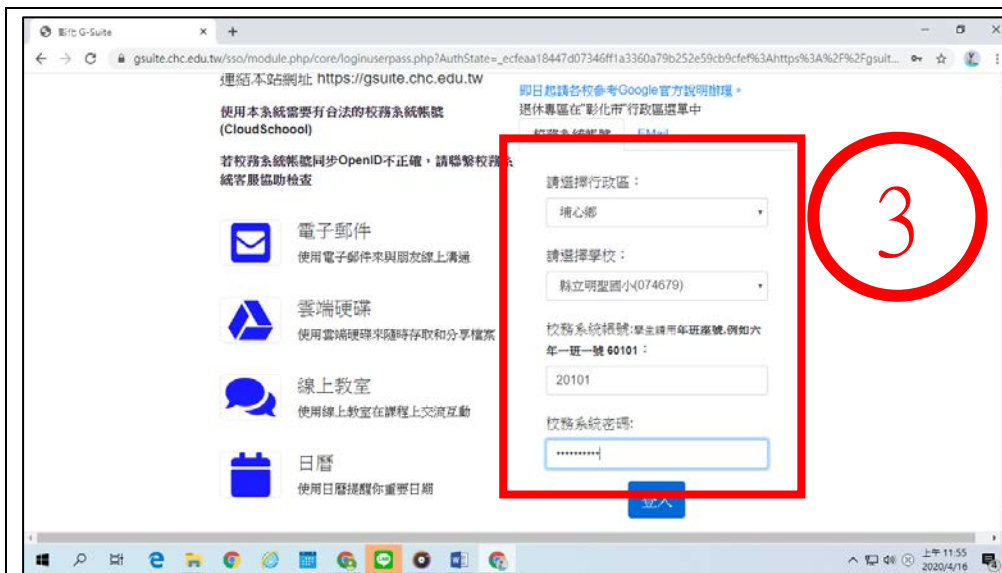 彰化 G-Suite
gsuite.chc.edu.tw/sso/module.php/core/loginuserpass.php?AuthState=_ecfeaa18447d07346ff1a3360a79b252e59cb9cfef%3Ahttps%3A%2F%2Fgsuit...
連結本站網址 https://gsuite.chc.edu.tw
使用本系統需要有合法的校務系統帳號
(CloudSchoool)
若校務系統帳號同步OpenID不正確，請聯繫校務系
統客服協助檢查
電子郵件
使用電子郵件來與朋友線上溝通
雲端硬碟
使用雲端硬碟來隨時存取和分享檔案
線上教室
使用線上教室在課程上交流互動
日曆
使用日曆提醒你重要日期
即日起請各校參考Google官方說明辦理。
退休專區在"彰化市"行政區選單中
校務系統帳號 EMail
請選擇行政區：
埔心鄉
請選擇學校：
縣立明聖國小(074679)
校務系統帳號:學生請用年班座號,例如六
年一班一號 60101：
20101
校務系統密碼:
••••••••••
登入
3
上午 11:55
2020/4/16